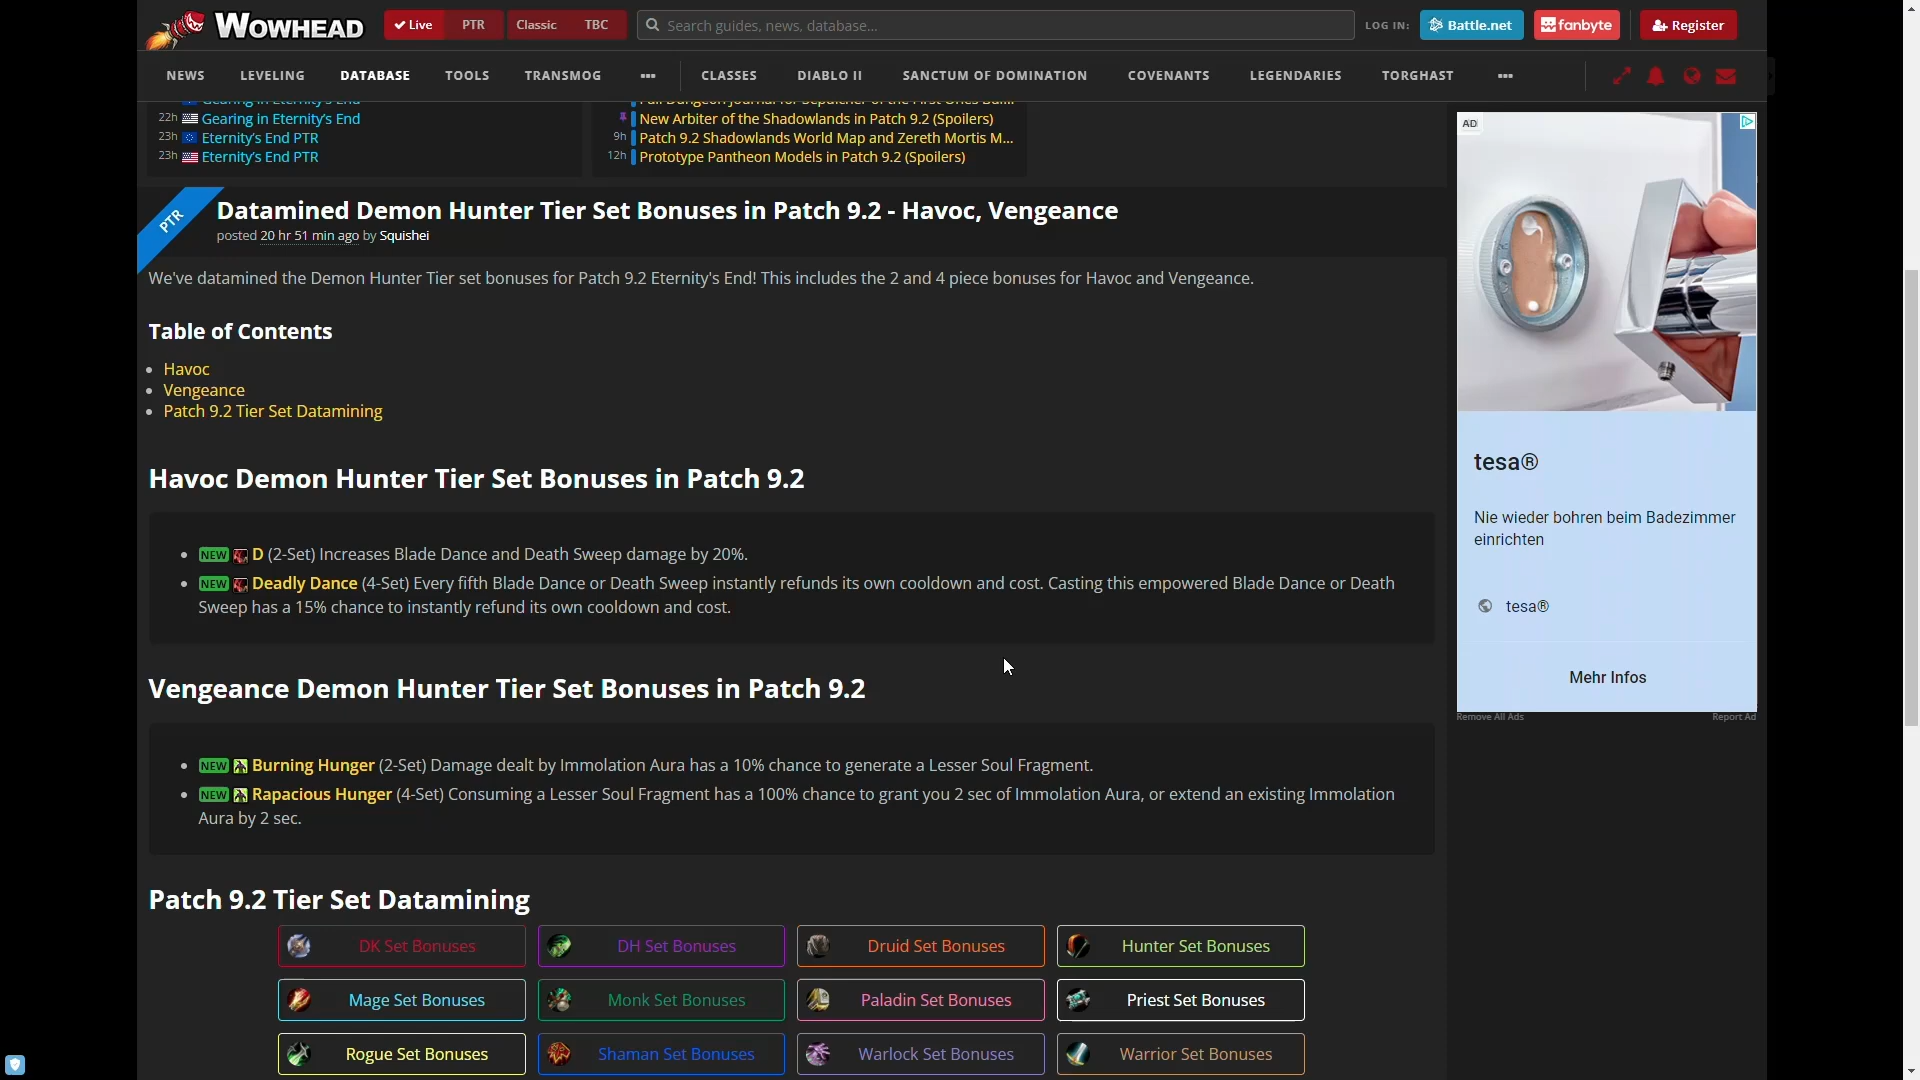 WOWHEAD
Live PTR Classic TBC
Search guides, news, database...
LOG IN: Battle.net fanbyte Register
NEWS LEVELING DATABASE TOOLS TRANSMOG ••• CLASSES DIABLO II SANCTUM OF DOMINATION COVENANTS LEGENDARIES TORGHAST •••
Gearing in Eternity's End
22h Gearing in Eternity's End
23h Eternity's End PTR
23h Eternity's End PTR
Full Dungeon Journal for Sepulcher of the First Ones
New Arbiter of the Shadowlands in Patch 9.2 (Spoilers)
9h Patch 9.2 Shadowlands World Map and Zereth Mortis M...
12h Prototype Pantheon Models in Patch 9.2 (Spoilers)
PTR
Datamined Demon Hunter Tier Set Bonuses in Patch 9.2 - Havoc, Vengeance
posted 20 hr 51 min ago by Squishei
We've datamined the Demon Hunter Tier set bonuses for Patch 9.2 Eternity's End! This includes the 2 and 4 piece bonuses for Havoc and Vengeance.
Table of Contents
• Havoc
• Vengeance
• Patch 9.2 Tier Set Datamining
Havoc Demon Hunter Tier Set Bonuses in Patch 9.2
• NEW D (2-Set) Increases Blade Dance and Death Sweep damage by 20%.
• NEW Deadly Dance (4-Set) Every fifth Blade Dance or Death Sweep instantly refunds its own cooldown and cost. Casting this empowered Blade Dance or Death
Sweep has a 15% chance to instantly refund its own cooldown and cost.
Vengeance Demon Hunter Tier Set Bonuses in Patch 9.2
• NEW Burning Hunger (2-Set) Damage dealt by Immolation Aura has a 10% chance to generate a Lesser Soul Fragment.
• NEW Rapacious Hunger (4-Set) Consuming a Lesser Soul Fragment has a 100% chance to grant you 2 sec of Immolation Aura, or extend an existing Immolation
Aura by 2 sec.
Patch 9.2 Tier Set Datamining
DK Set Bonuses DH Set Bonuses Druid Set Bonuses Hunter Set Bonuses
Mage Set Bonuses Monk Set Bonuses Paladin Set Bonuses Priest Set Bonuses
Rogue Set Bonuses Shaman Set Bonuses Warlock Set Bonuses Warrior Set Bonuses
AD
tesa®
Nie wieder bohren beim Badezimmer
einrichten
tesa®
Mehr Infos
Remove All Ads Report Ad